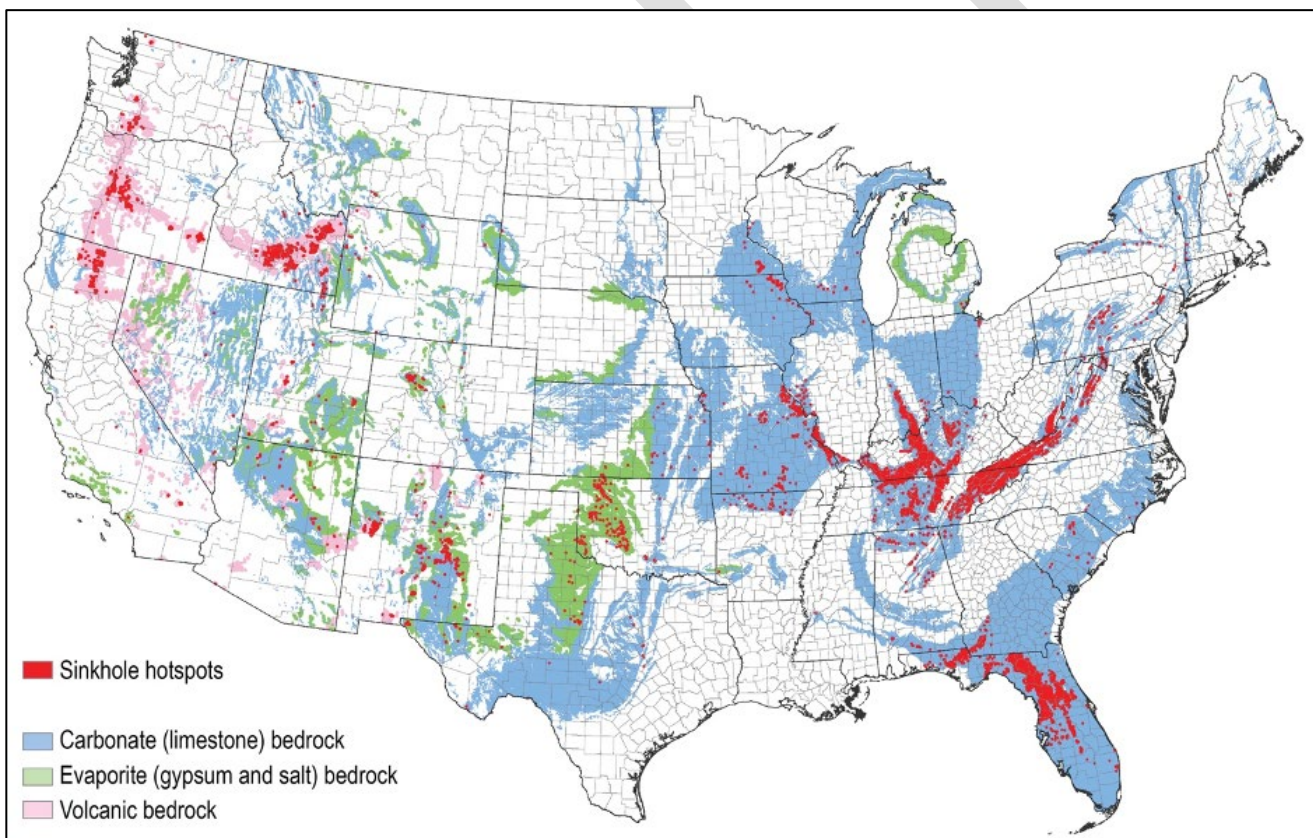 Sinkhole hotspots
Carbonate (limestone) bedrock
Evaporite (gypsum and salt) bedrock
Volcanic bedrock